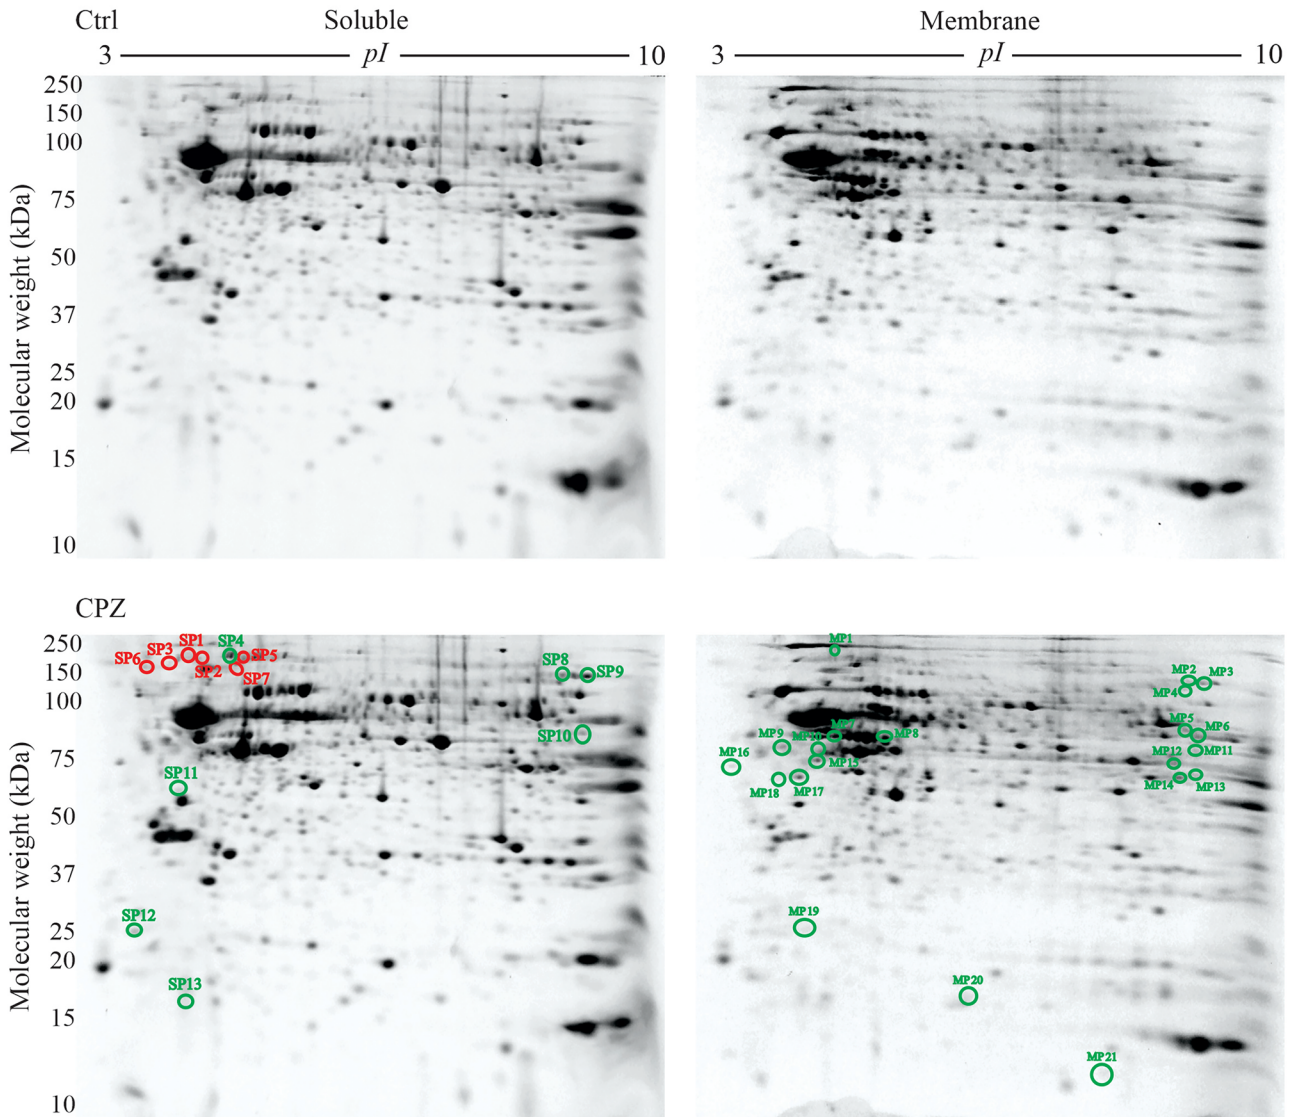 Ctrl Soluble Membrane
3 pI 10 3 pI 10
250
150
100
75
50
37
25
20
15
10
Molecular weight (kDa)
CPZ
250
150
100
75
50
37
25
20
15
10
Molecular weight (kDa)
SP1 SP4
SP6 SP3 SP5
SP2 SP7
SP8 SP9
SP10
SP11
SP12
SP13
MP1
MP2 MP3
MP4
MP5 MP6
MP7 MP8
MP9 MP10 MP11
MP12
MP16 MP15
MP14 MP13
MP18 MP17
MP19
MP20
MP21